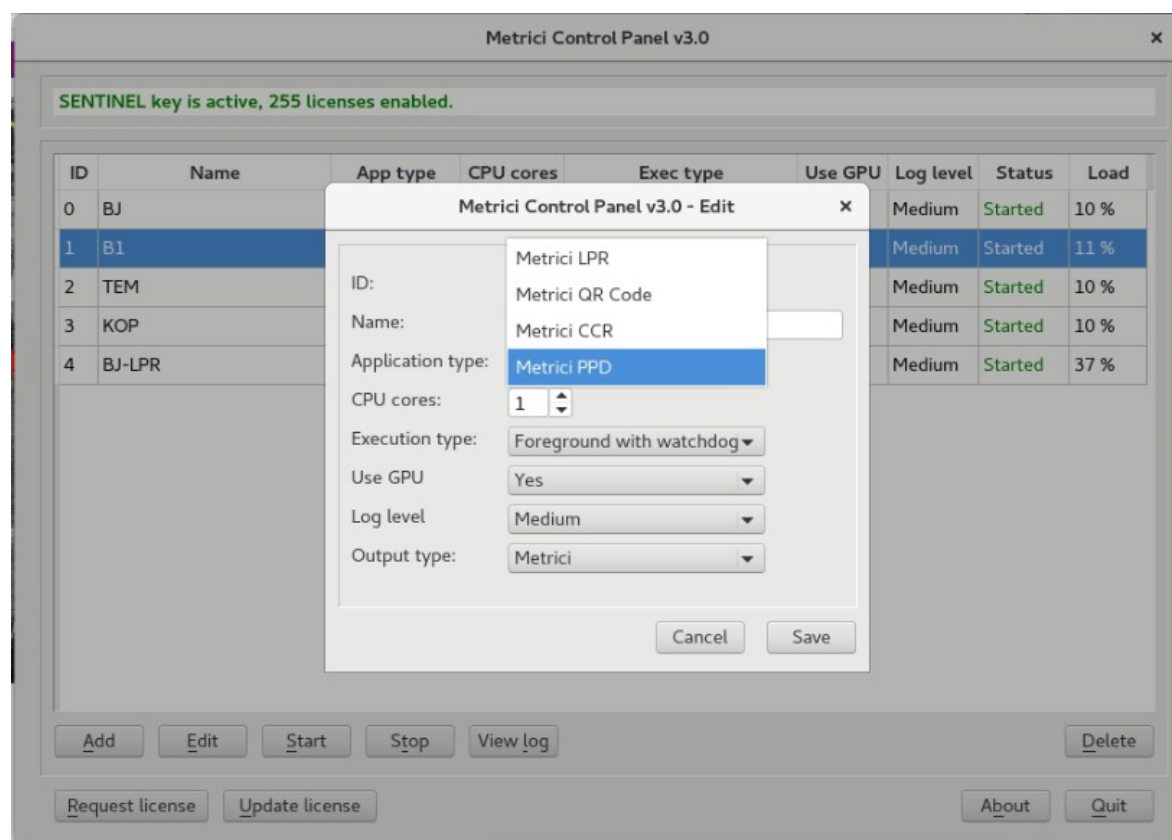 Metrici Control Panel v3.0
SENTINEL key is active, 255 licenses enabled.
ID Name App type CPU cores Exec type Use GPU Log level Status Load
0 BJ Medium Started 10 %
1 B1 Medium Started 11 %
2 TEM Medium Started 10 %
3 KOP Medium Started 10 %
4 BJ-LPR Medium Started 37 %
Metrici Control Panel v3.0 - Edit
ID:
Name:
Application type:
Metrici LPR
Metrici QR Code
Metrici CCR
Metrici PPD
CPU cores: 1
Execution type: Foreground with watchdog
Use GPU Yes
Log level Medium
Output type: Metrici
Cancel Save
Add Edit Start Stop View log Delete
Request license Update license About Quit